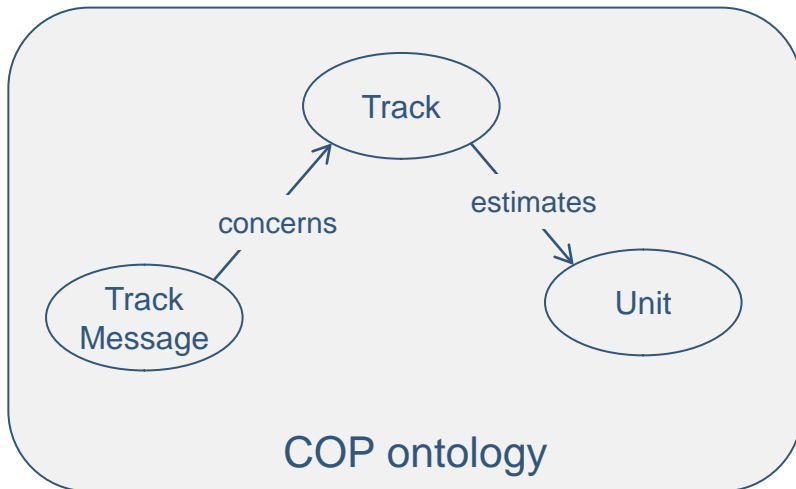 Track
concerns
estimates
Track
Message
Unit
COP ontology